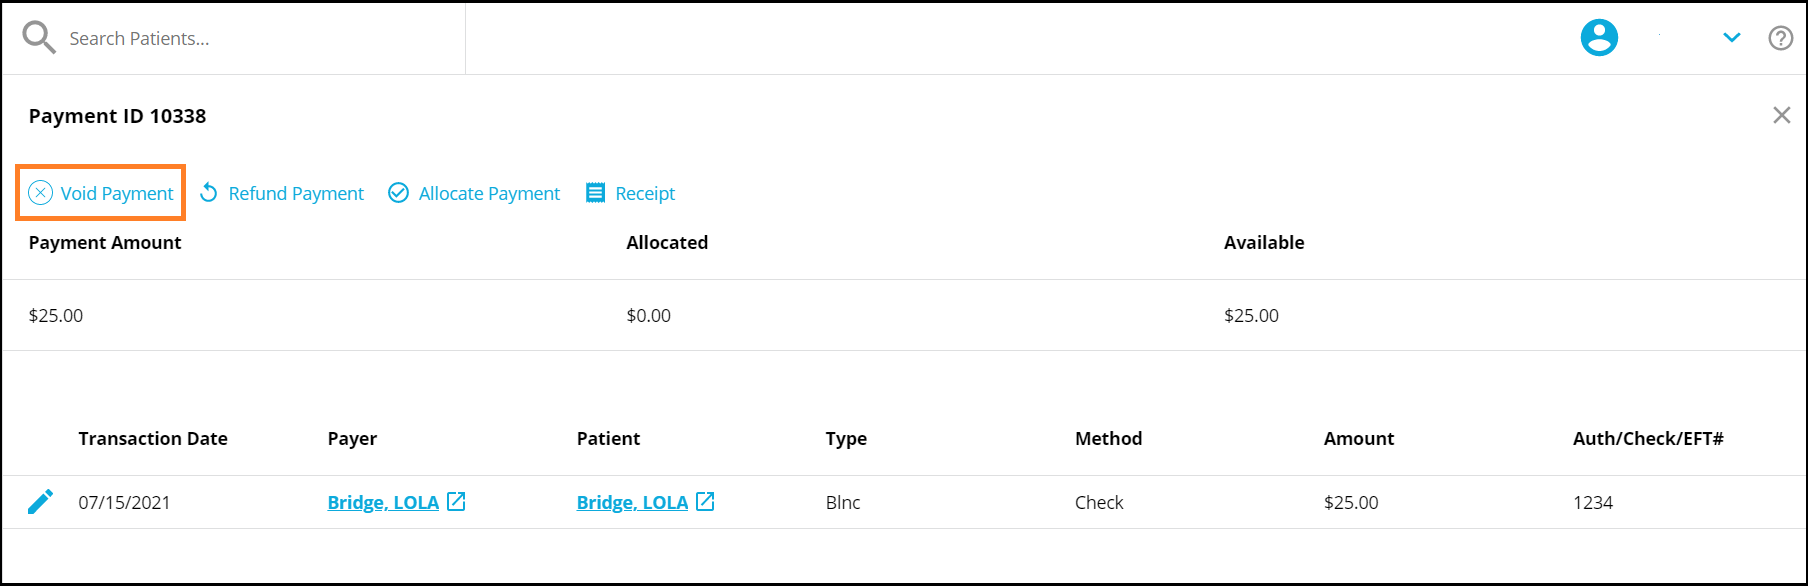 Search Patients...
Payment ID 10338
Void Payment Refund Payment Allocate Payment Receipt
Payment Amount Allocated Available
$25.00 $0.00 $25.00
Transaction Date Payer Patient Type Method Amount Auth/Check/EFT#
07/15/2021 Bridge, LOLA Bridge, LOLA Blnc Check $25.00 1234